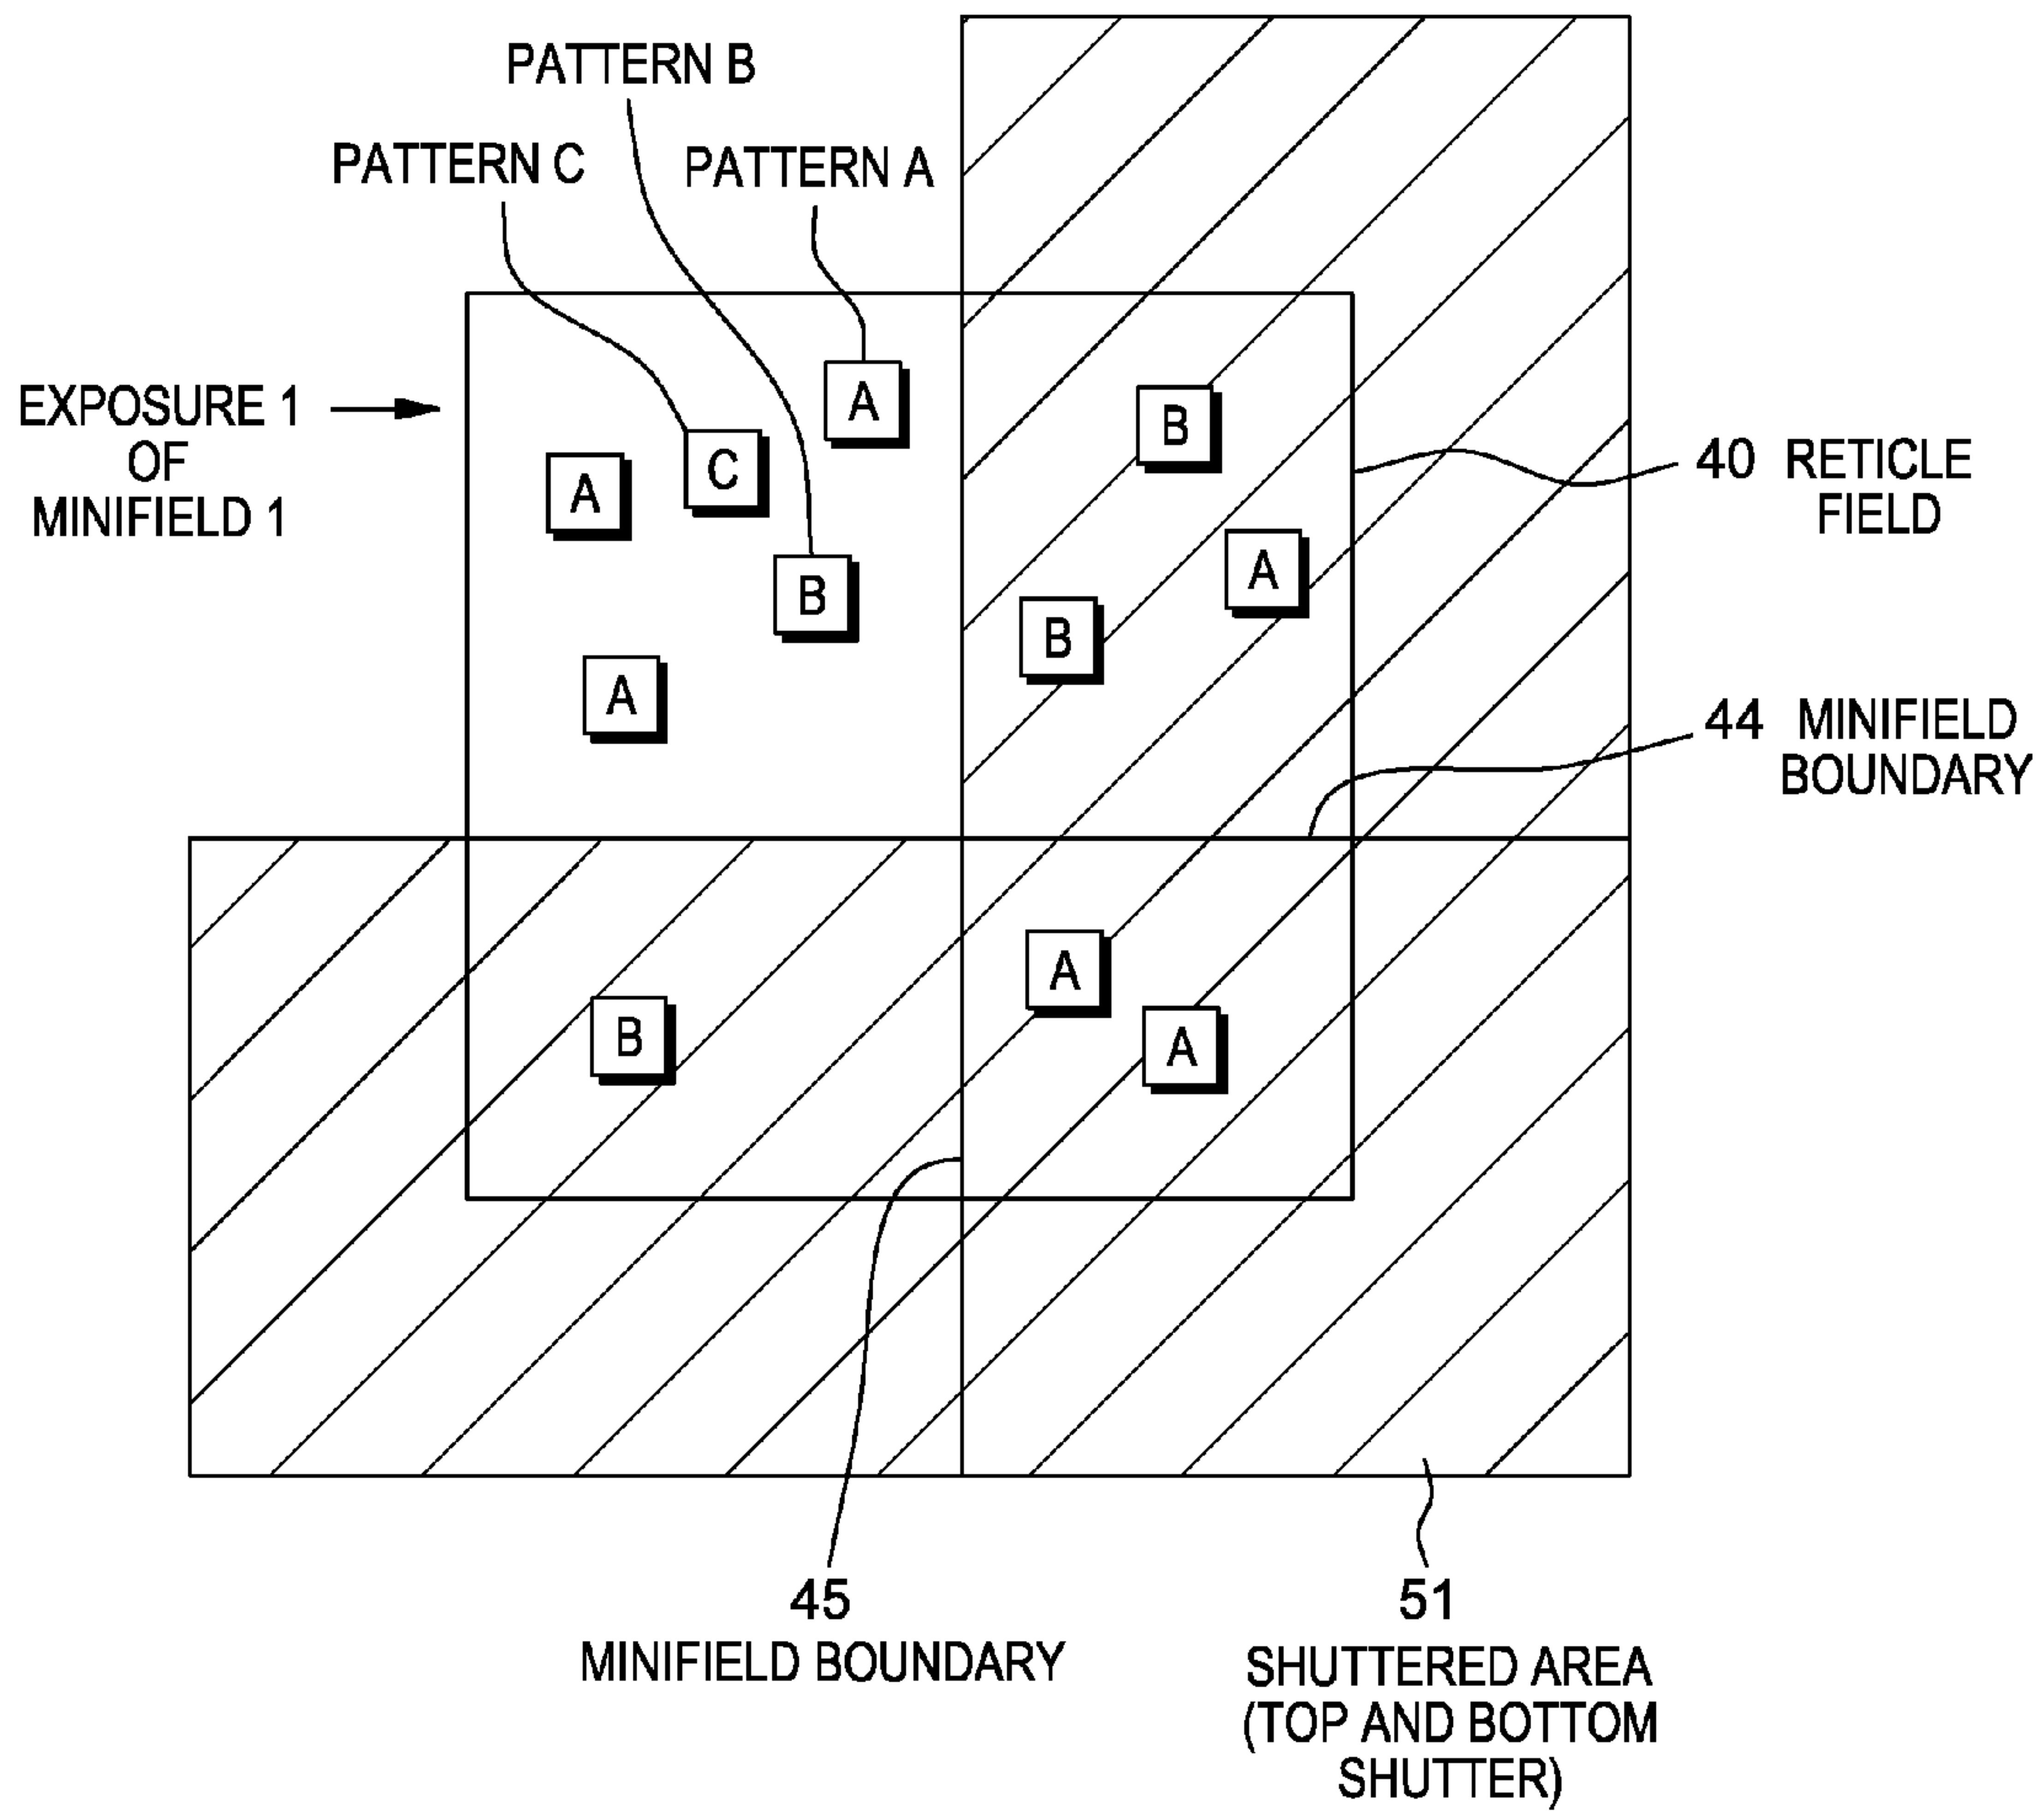 PATTERN B
PATTERN C
PATTERN A
EXPOSURE 1
OF
MINIFIELD 1
A
B
A
C
B
A
B
A
40 RETICLE
FIELD
44 MINIFIELD
BOUNDARY
A
B
A
45
MINIFIELD BOUNDARY
51
SHUTTERED AREA
(TOP AND BOTTOM
SHUTTER)